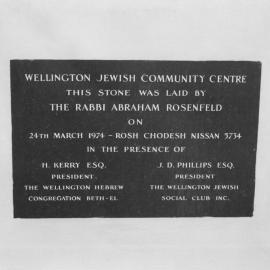 WELLINGTON JEWISH COMMUNITY CENTRE
THIS STONE WAS LAID BY
THE RABBI ABRAHAM ROSENFELD
ON
24TH MARCH 1974 - ROSH CHODESH NISSAN 5734
IN THE PRESENCE OF
H. KERRY ESQ.
PRESIDENT.
THE WELLINGTON HEBREW
CONGREGATION BETH-EL
J. D. PHILLIPS ESQ.
PRESIDENT
THE WELLINGTON JEWISH
SOCIAL CLUB INC.